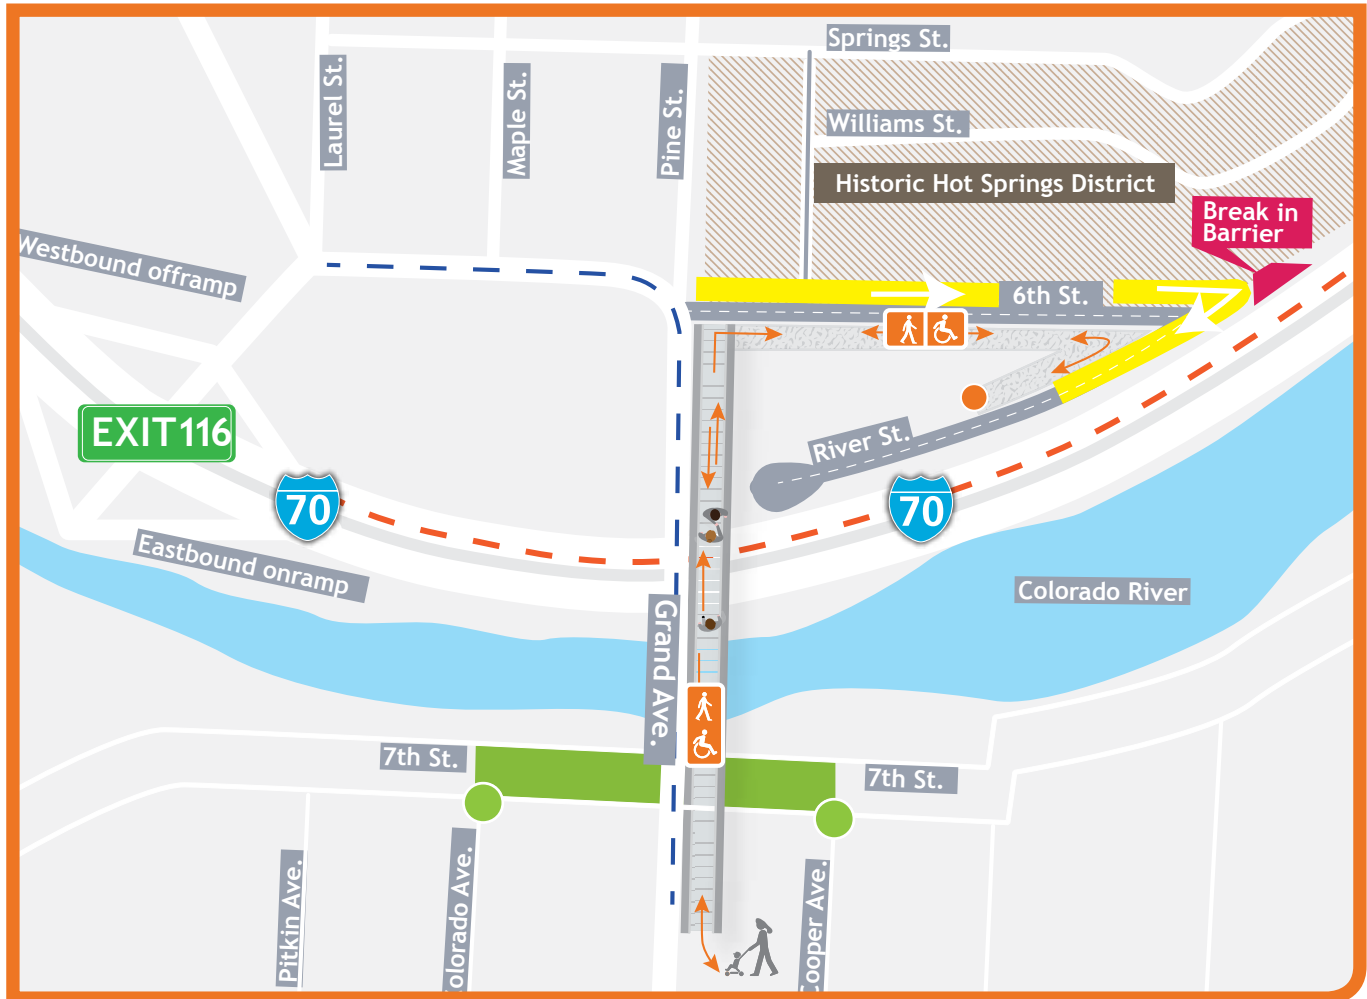 Springs St.
Laurel St.
Maple St.
Pine St.
Williams St.
Historic Hot Springs District
Break in
Barrier
Westbound offramp
6th St.
EXIT 116
River St.
70
70
Eastbound onramp
Colorado River
Grand Ave.
7th St.
7th St.
Pitkin Ave.
olorado Ave.
ooper Ave.